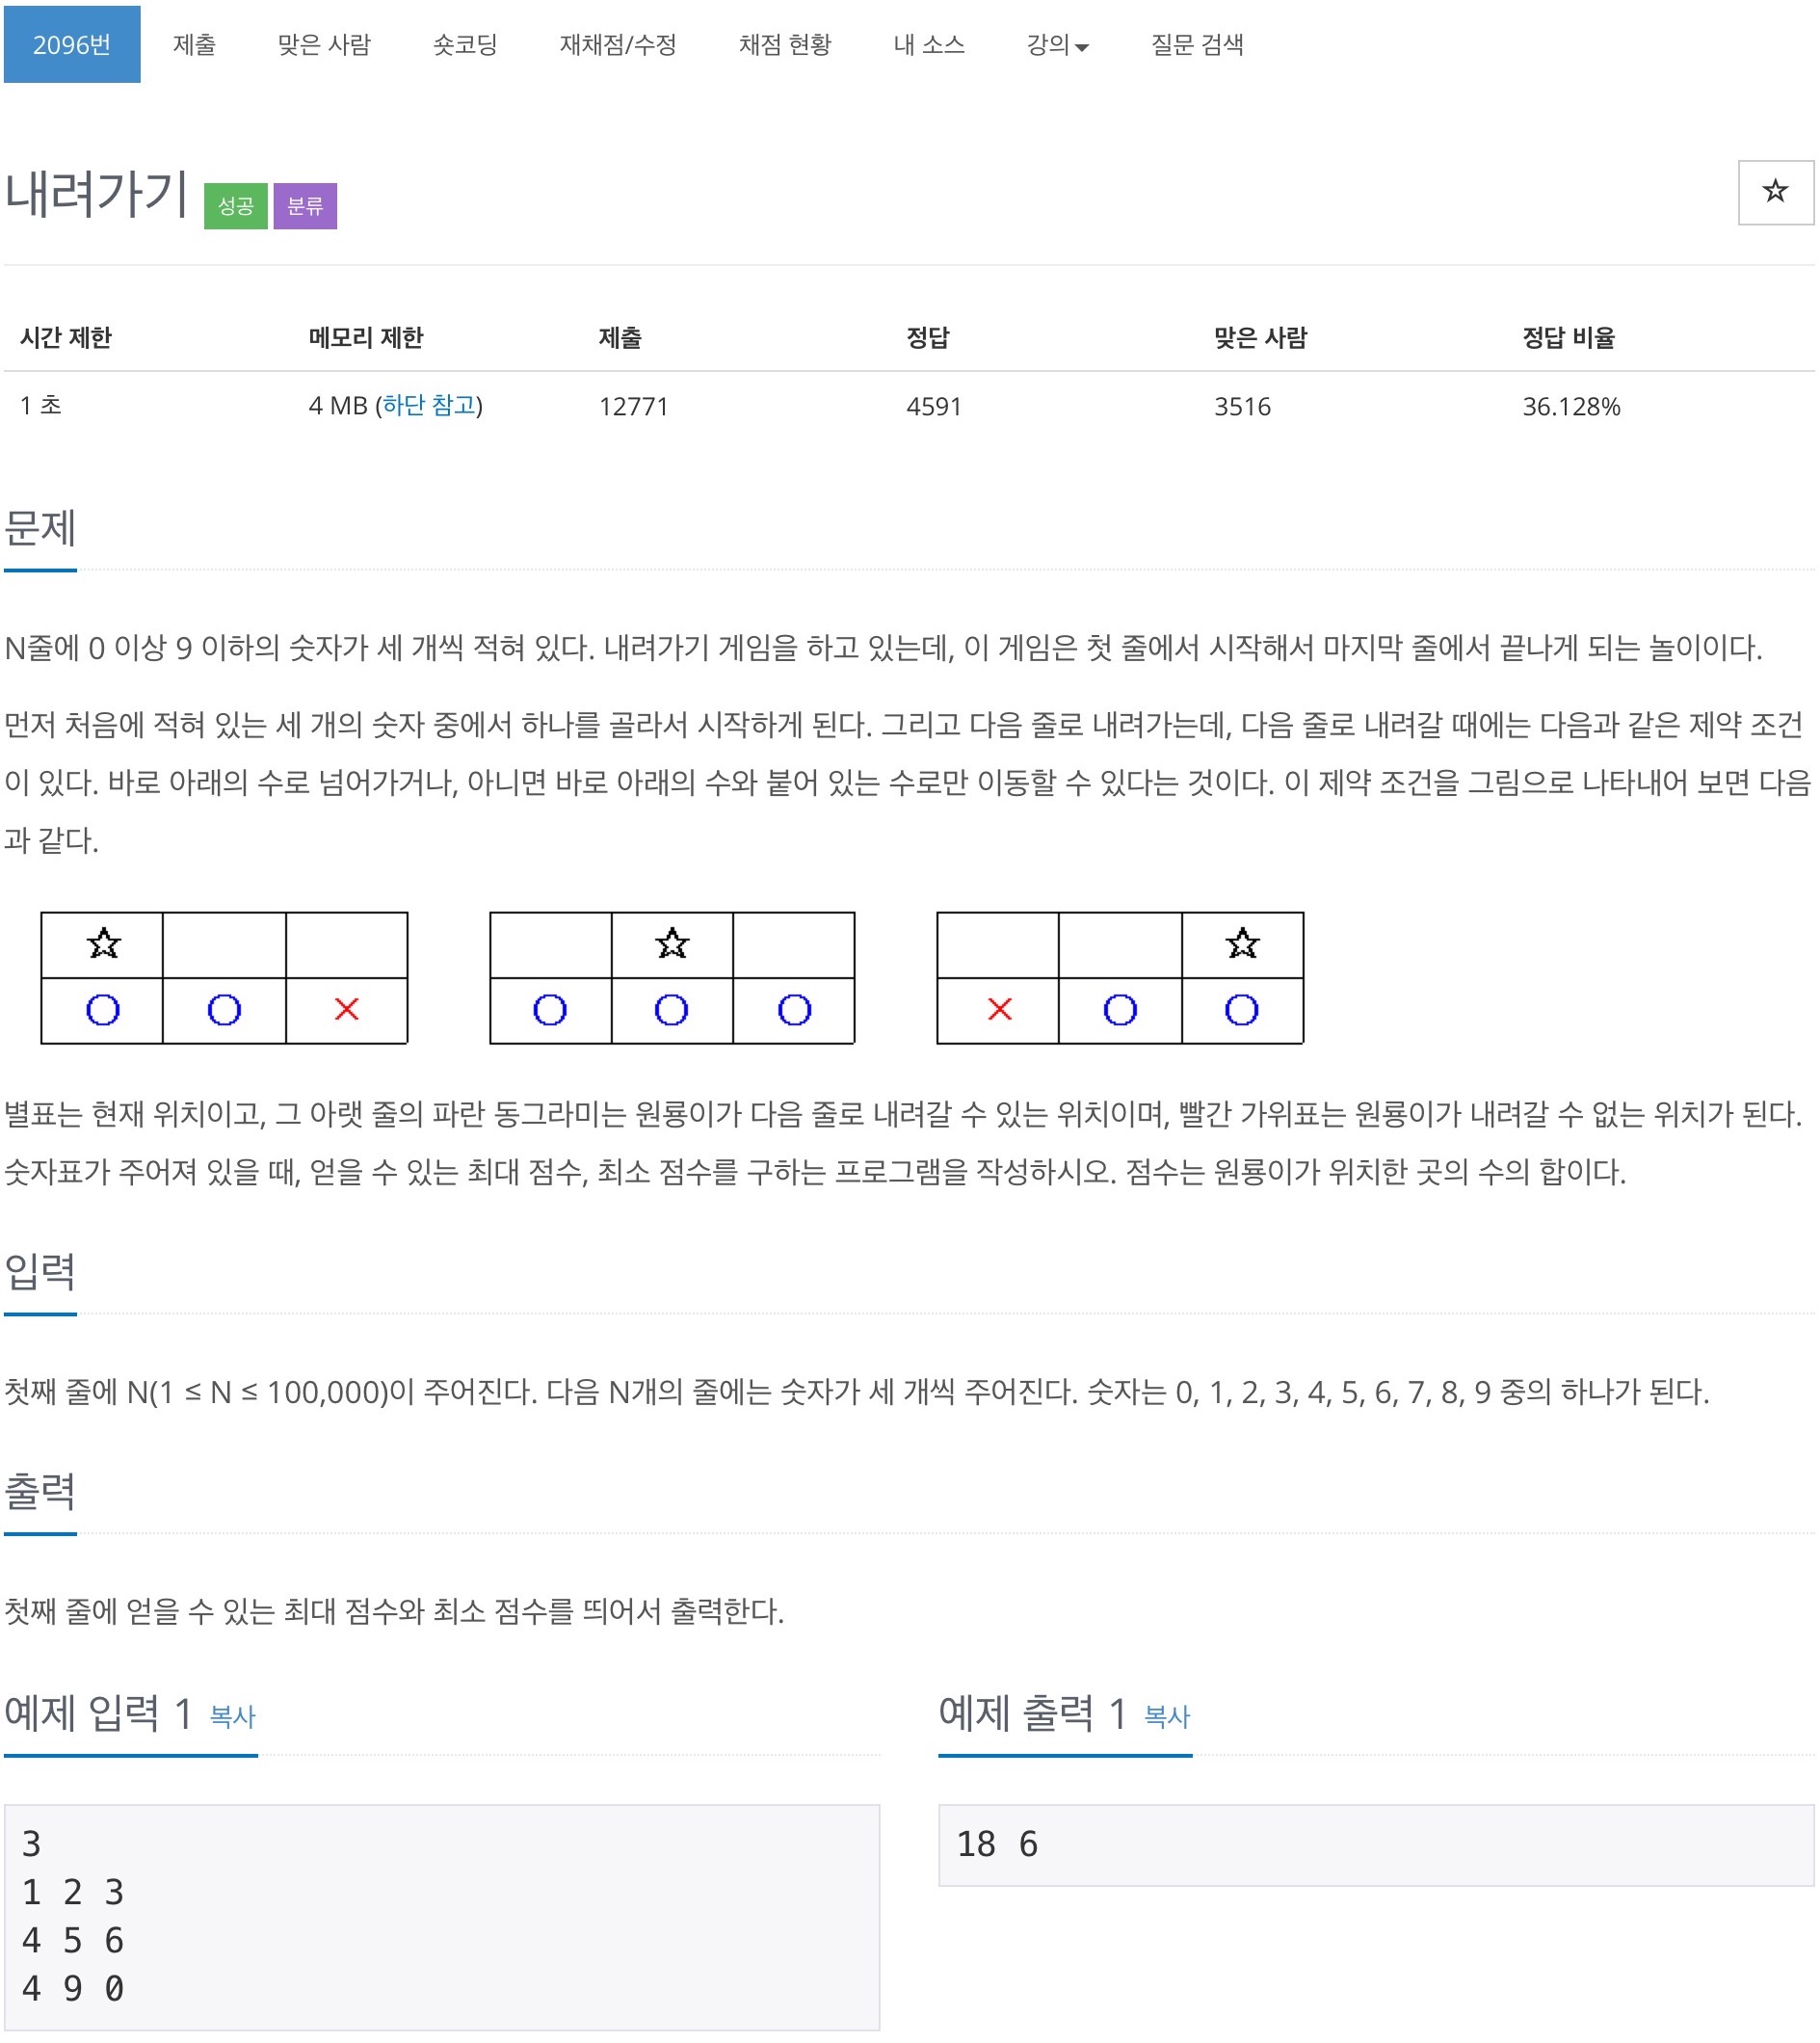 2096번 제출 맞은 사람 숏코딩 재채점/수정 채점 현황 내 소스 강의 질문 검색
내려가기 성공 분류
시간 제한 메모리 제한 제출 정답 맞은 사람 정답 비율
1 초 4 MB (하단 참고) 12771 4591 3516 36.128%
문제
N줄에 0 이상 9 이하의 숫자가 세 개씩 적혀 있다. 내려가기 게임을 하고 있는데, 이 게임은 첫 줄에서 시작해서 마지막 줄에서 끝나게 되는 놀이이다.
먼저 처음에 적혀 있는 세 개의 숫자 중에서 하나를 골라서 시작하게 된다. 그리고 다음 줄로 내려가는데, 다음 줄로 내려갈 때에는 다음과 같은 제약 조건
이 있다. 바로 아래의 수로 넘어가거나, 아니면 바로 아래의 수와 붙어 있는 수로만 이동할 수 있다는 것이다. 이 제약 조건을 그림으로 나타내어 보면 다음
과 같다.
별표는 현재 위치이고, 그 아랫 줄의 파란 동그라미는 원룡이가 다음 줄로 내려갈 수 있는 위치이며, 빨간 가위표는 원룡이가 내려갈 수 없는 위치가 된다.
숫자표가 주어져 있을 때, 얻을 수 있는 최대 점수, 최소 점수를 구하는 프로그램을 작성하시오. 점수는 원룡이가 위치한 곳의 수의 합이다.
입력
첫째 줄에 N(1 ≤ N ≤ 100,000)이 주어진다. 다음 N개의 줄에는 숫자가 세 개씩 주어진다. 숫자는 0, 1, 2, 3, 4, 5, 6, 7, 8, 9 중의 하나가 된다.
출력
첫째 줄에 얻을 수 있는 최대 점수와 최소 점수를 띄어서 출력한다.
예제 입력 1 복사
3
1 2 3
4 5 6
4 9 0
예제 출력 1 복사
18 6